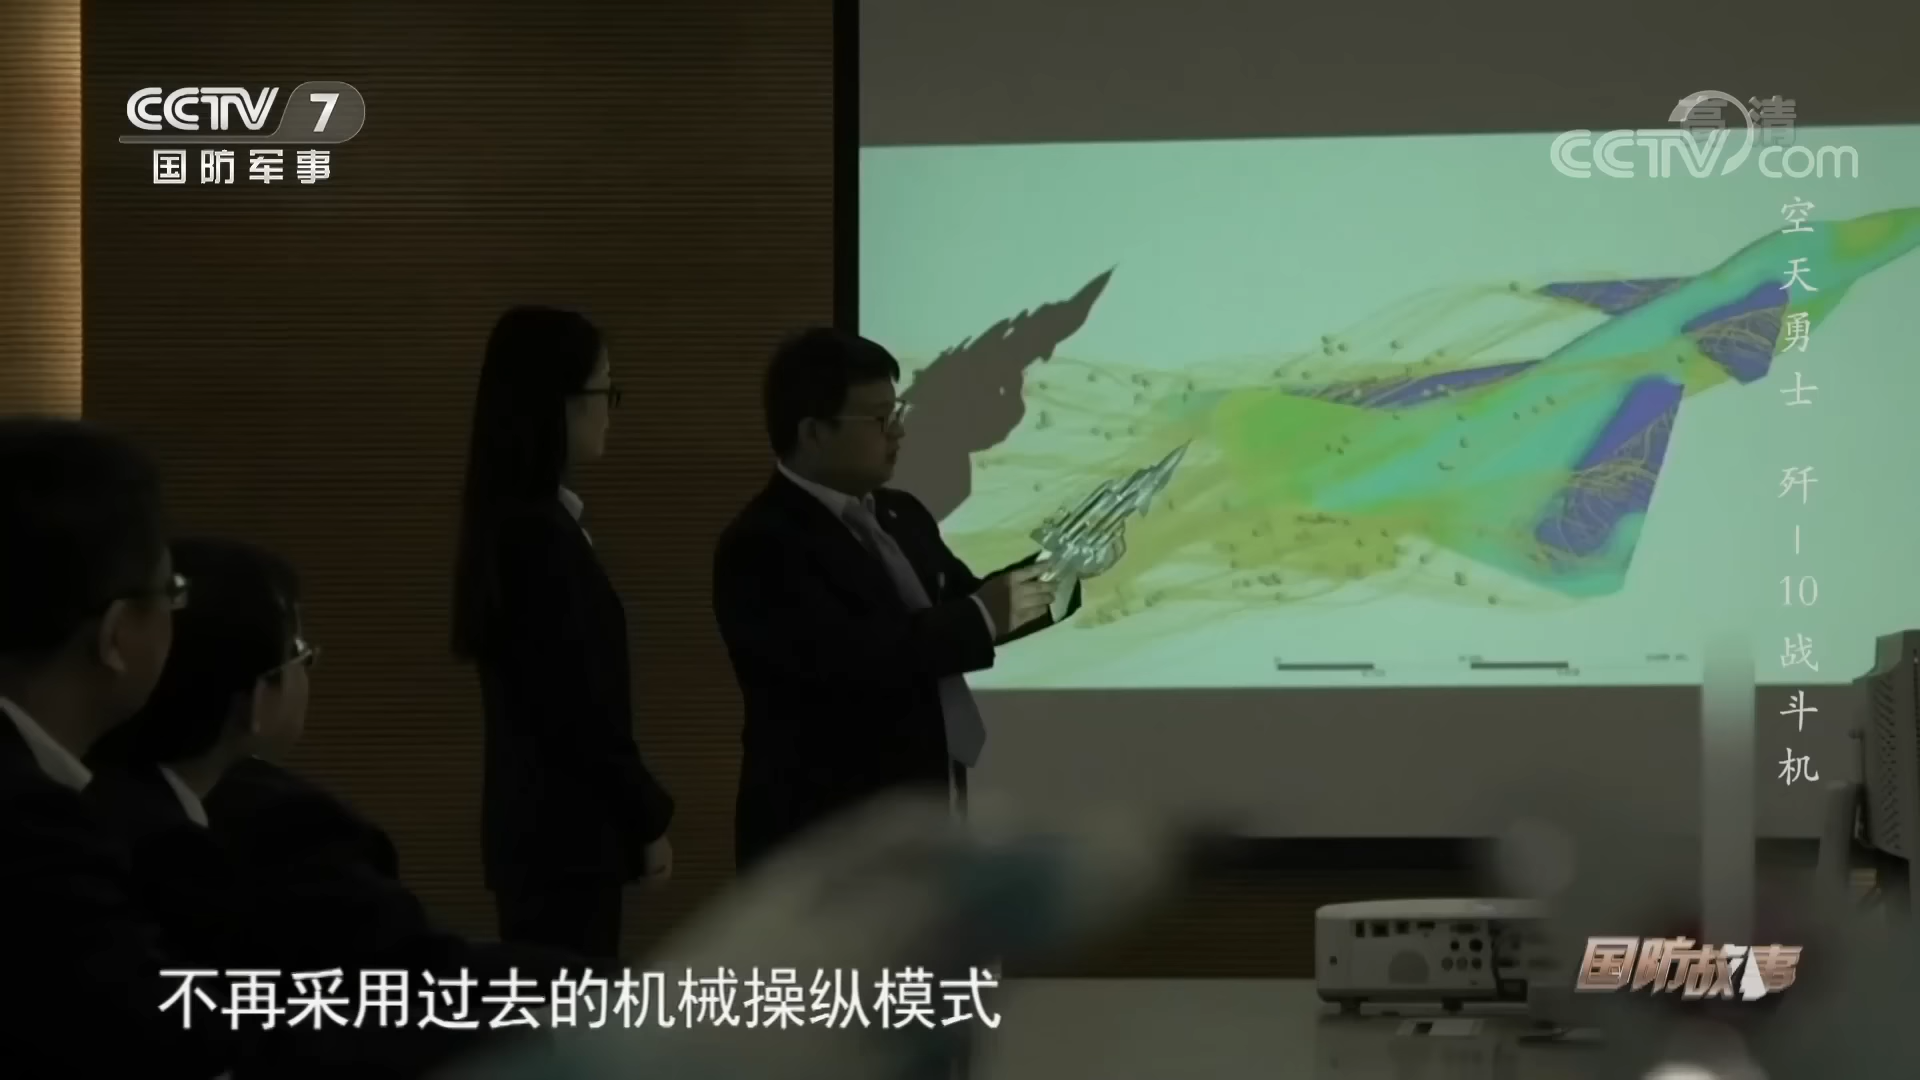 CCTV 7
国防军事
高清
CCTV.com
空天勇士 歼-10战斗机
国防故事
不再采用过去的机械操纵模式